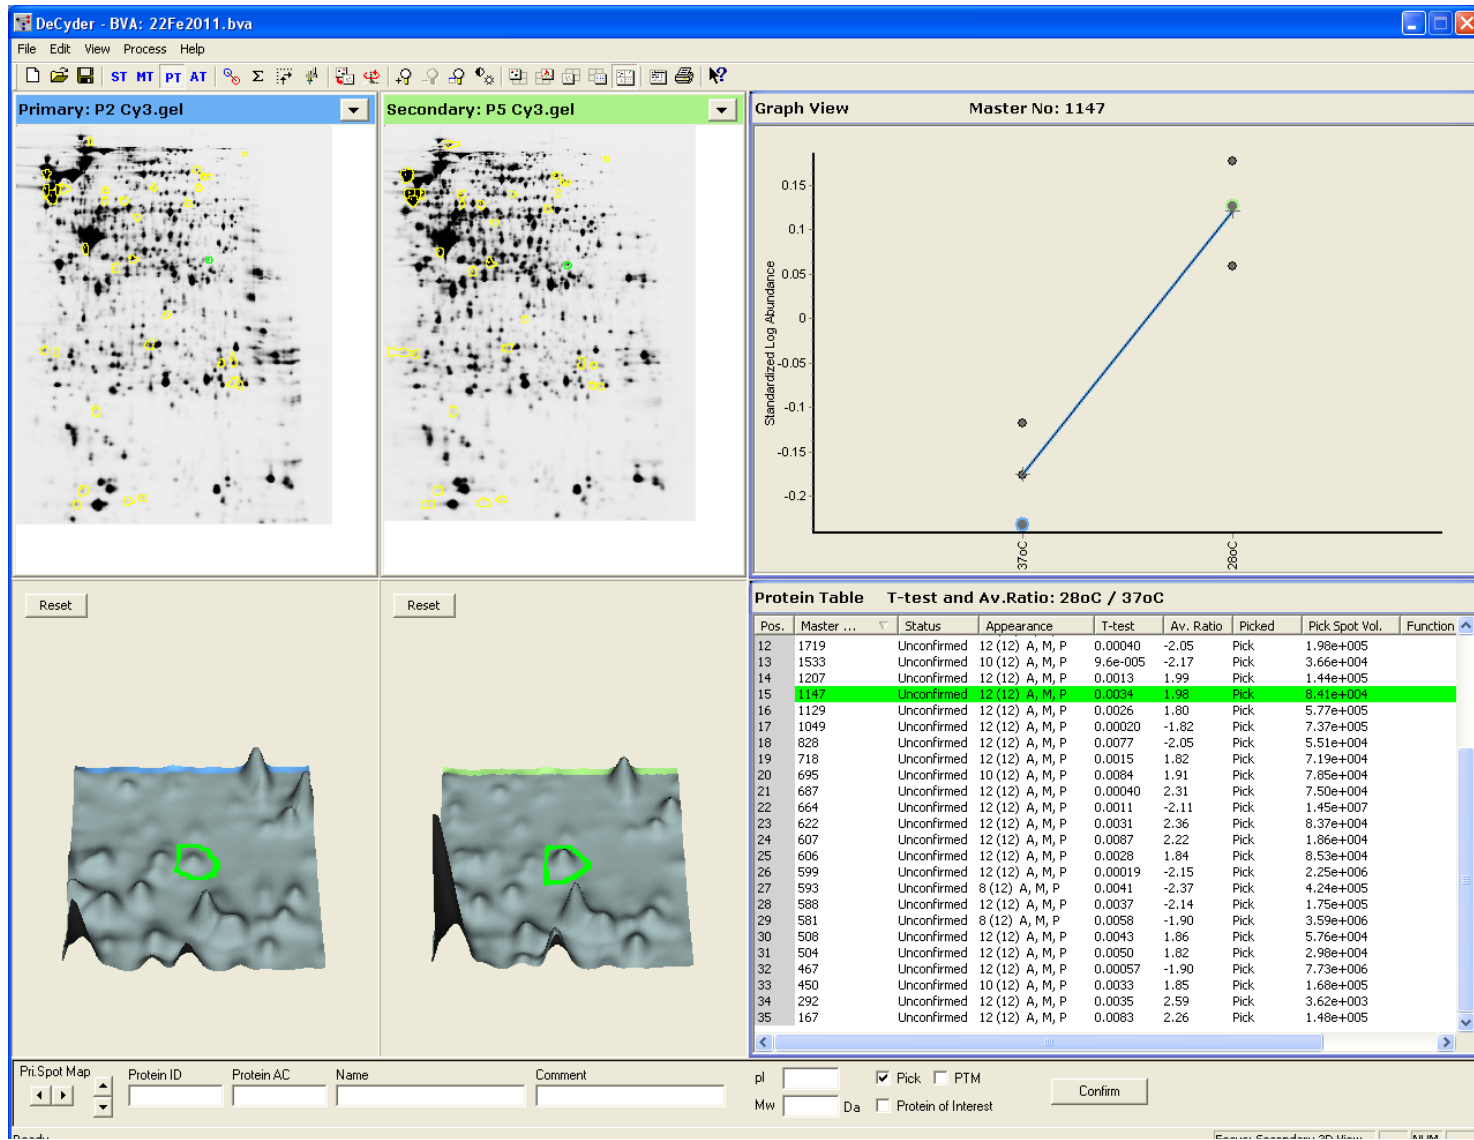 DeCyder - BVA: 22Fe2011.bva
File Edit View Process Help
ST MT PT AT Σ
Primary: P2 Cy3.gel
Secondary: P5 Cy3.gel
Graph View Master No: 1147
Standardized Log Abundance
0.15
0.1
0.05
0
-0.05
-0.1
-0.15
-0.2
37oC
28oC
Reset
Reset
Protein Table T-test and Av.Ratio: 28oC / 37oC
Pos. Master ... Status Appearance T-test Av. Ratio Picked Pick Spot Vol. Function
12 1719 Unconfirmed 12 (12) A, M, P 0.00040 -2.05 Pick 1.98e+005
13 1533 Unconfirmed 10 (12) A, M, P 9.6e-005 -2.17 Pick 3.66e+004
14 1207 Unconfirmed 12 (12) A, M, P 0.0013 1.99 Pick 1.44e+005
15 1147 Unconfirmed 12 (12) A, M, P 0.0034 1.98 Pick 8.41e+004
16 1129 Unconfirmed 12 (12) A, M, P 0.0026 1.80 Pick 5.77e+005
17 1049 Unconfirmed 12 (12) A, M, P 0.00020 -1.82 Pick 7.37e+005
18 828 Unconfirmed 12 (12) A, M, P 0.0077 -2.05 Pick 5.51e+004
19 718 Unconfirmed 12 (12) A, M, P 0.0015 1.82 Pick 7.19e+004
20 695 Unconfirmed 10 (12) A, M, P 0.0084 1.91 Pick 7.85e+004
21 687 Unconfirmed 12 (12) A, M, P 0.00040 2.31 Pick 7.50e+004
22 664 Unconfirmed 12 (12) A, M, P 0.0011 -2.11 Pick 1.45e+007
23 622 Unconfirmed 12 (12) A, M, P 0.0031 2.36 Pick 8.37e+004
24 607 Unconfirmed 12 (12) A, M, P 0.0087 2.22 Pick 1.86e+004
25 606 Unconfirmed 12 (12) A, M, P 0.0028 1.84 Pick 8.53e+004
26 599 Unconfirmed 12 (12) A, M, P 0.00019 -2.15 Pick 2.25e+006
27 593 Unconfirmed 8 (12) A, M, P 0.0041 -2.37 Pick 4.24e+005
28 588 Unconfirmed 12 (12) A, M, P 0.0037 -2.14 Pick 1.75e+005
29 581 Unconfirmed 8 (12) A, M, P 0.0058 -1.90 Pick 3.59e+006
30 508 Unconfirmed 12 (12) A, M, P 0.0043 1.86 Pick 5.76e+004
31 504 Unconfirmed 12 (12) A, M, P 0.0050 1.82 Pick 2.98e+004
32 467 Unconfirmed 12 (12) A, M, P 0.00057 -1.90 Pick 7.73e+006
33 450 Unconfirmed 10 (12) A, M, P 0.0033 1.85 Pick 1.68e+005
34 292 Unconfirmed 12 (12) A, M, P 0.0035 2.59 Pick 3.62e+003
35 167 Unconfirmed 12 (12) A, M, P 0.0083 2.26 Pick 1.48e+005
Pri.Spot Map Protein ID Protein AC Name Comment pI Pick PTM
Mw Da Protein of Interest Confirm
Ready Focus: Secondary 3D View NUM